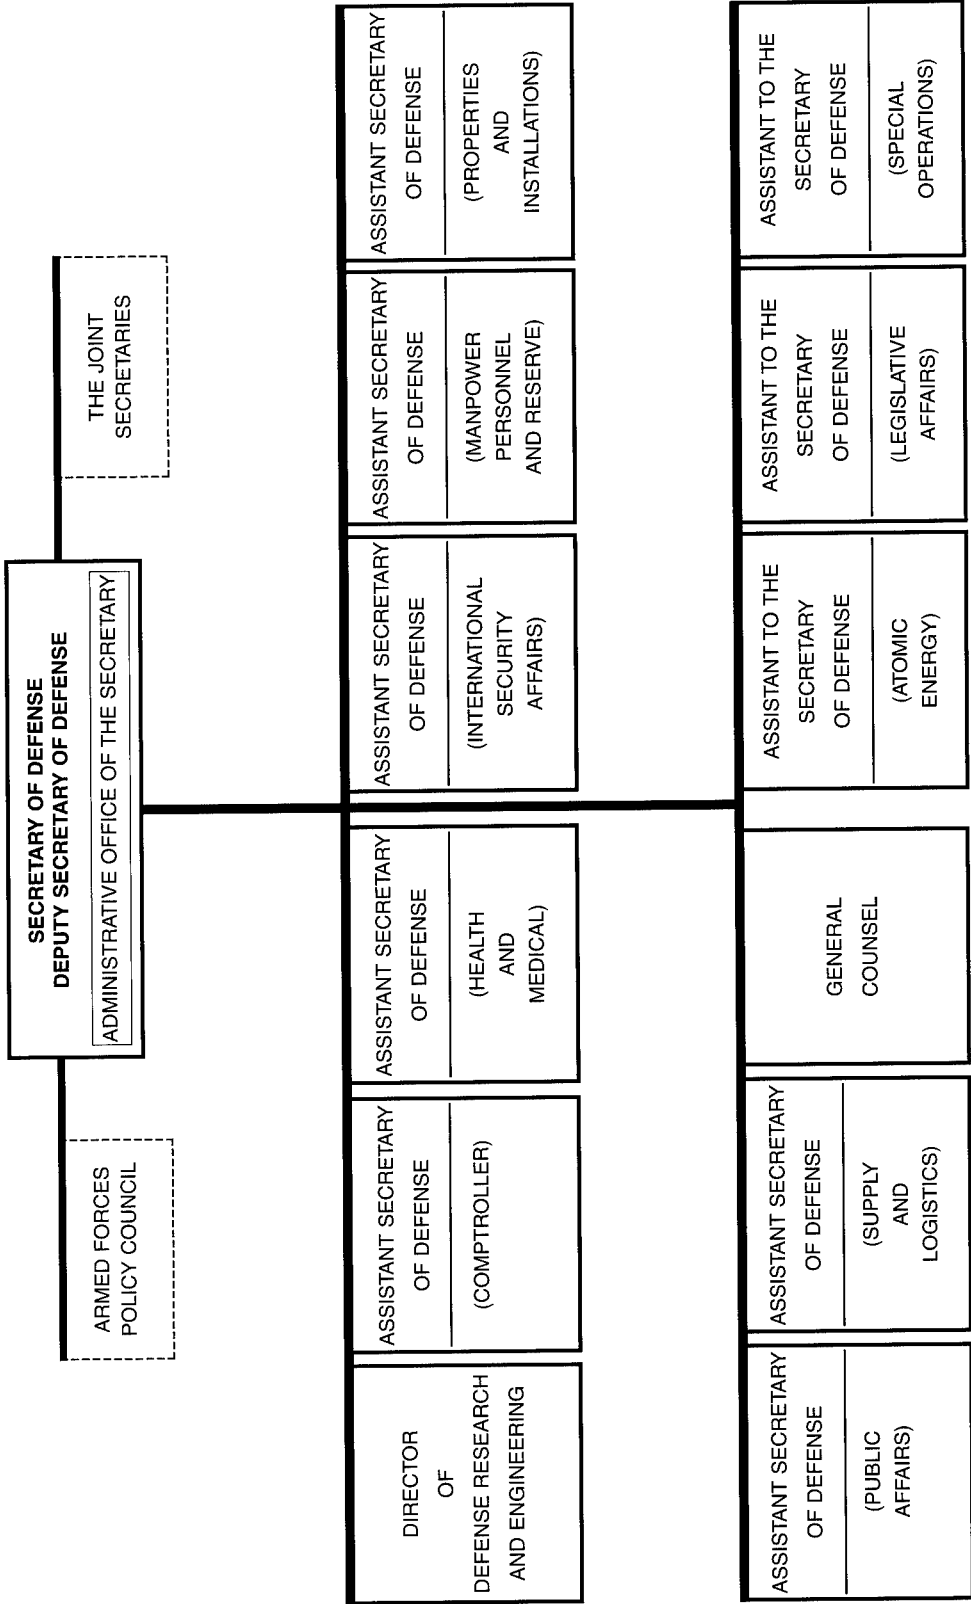 SECRETARY OF DEFENSE
DEPUTY SECRETARY OF DEFENSE
ADMINISTRATIVE OFFICE OF THE SECRETARY
ARMED FORCES
POLICY COUNCIL
THE JOINT
SECRETARIES
DIRECTOR
OF
DEFENSE RESEARCH
AND ENGINEERING
ASSISTANT SECRETARY
OF DEFENSE
(COMPTROLLER)
ASSISTANT SECRETARY
OF DEFENSE
(HEALTH
AND
MEDICAL)
ASSISTANT SECRETARY
OF DEFENSE
(INTERNATIONAL
SECURITY
AFFAIRS)
ASSISTANT SECRETARY
OF DEFENSE
(MANPOWER
PERSONNEL
AND RESERVE)
ASSISTANT SECRETARY
OF DEFENSE
(PROPERTIES
AND
INSTALLATIONS)
ASSISTANT SECRETARY
OF DEFENSE
(PUBLIC
AFFAIRS)
ASSISTANT SECRETARY
OF DEFENSE
(SUPPLY
AND
LOGISTICS)
GENERAL
COUNSEL
ASSISTANT TO THE
SECRETARY
OF DEFENSE
(ATOMIC
ENERGY)
ASSISTANT TO THE
SECRETARY
OF DEFENSE
(LEGISLATIVE
AFFAIRS)
ASSISTANT TO THE
SECRETARY
OF DEFENSE
(SPECIAL
OPERATIONS)